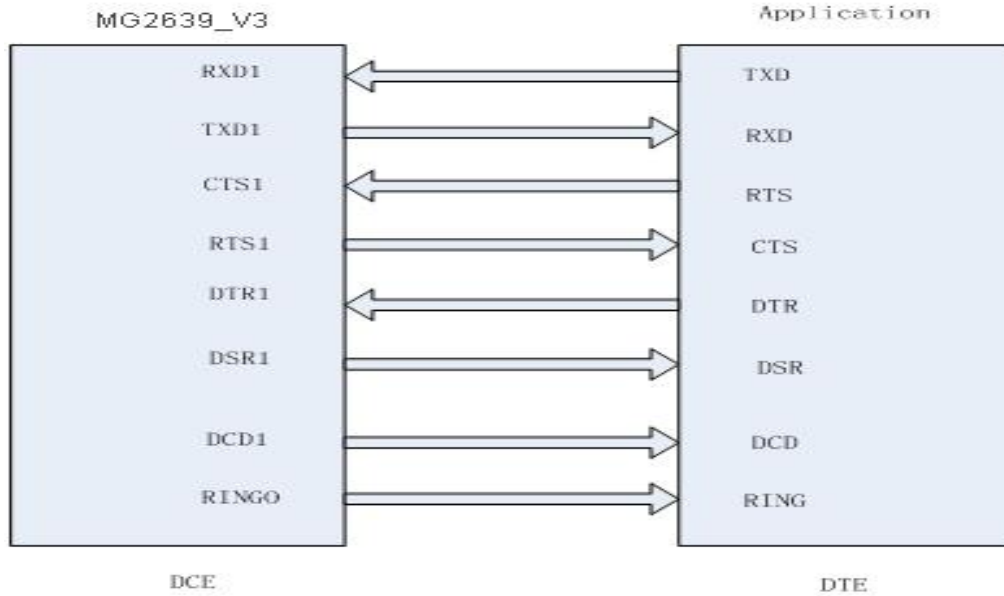 MG2639_V3 Application
RXD1 TXD
TXD1 RXD
CTS1 RTS
RTS1 CTS
DTR1 DTR
DSR1 DSR
DCD1 DCD
RINGO RING
DCE DTE